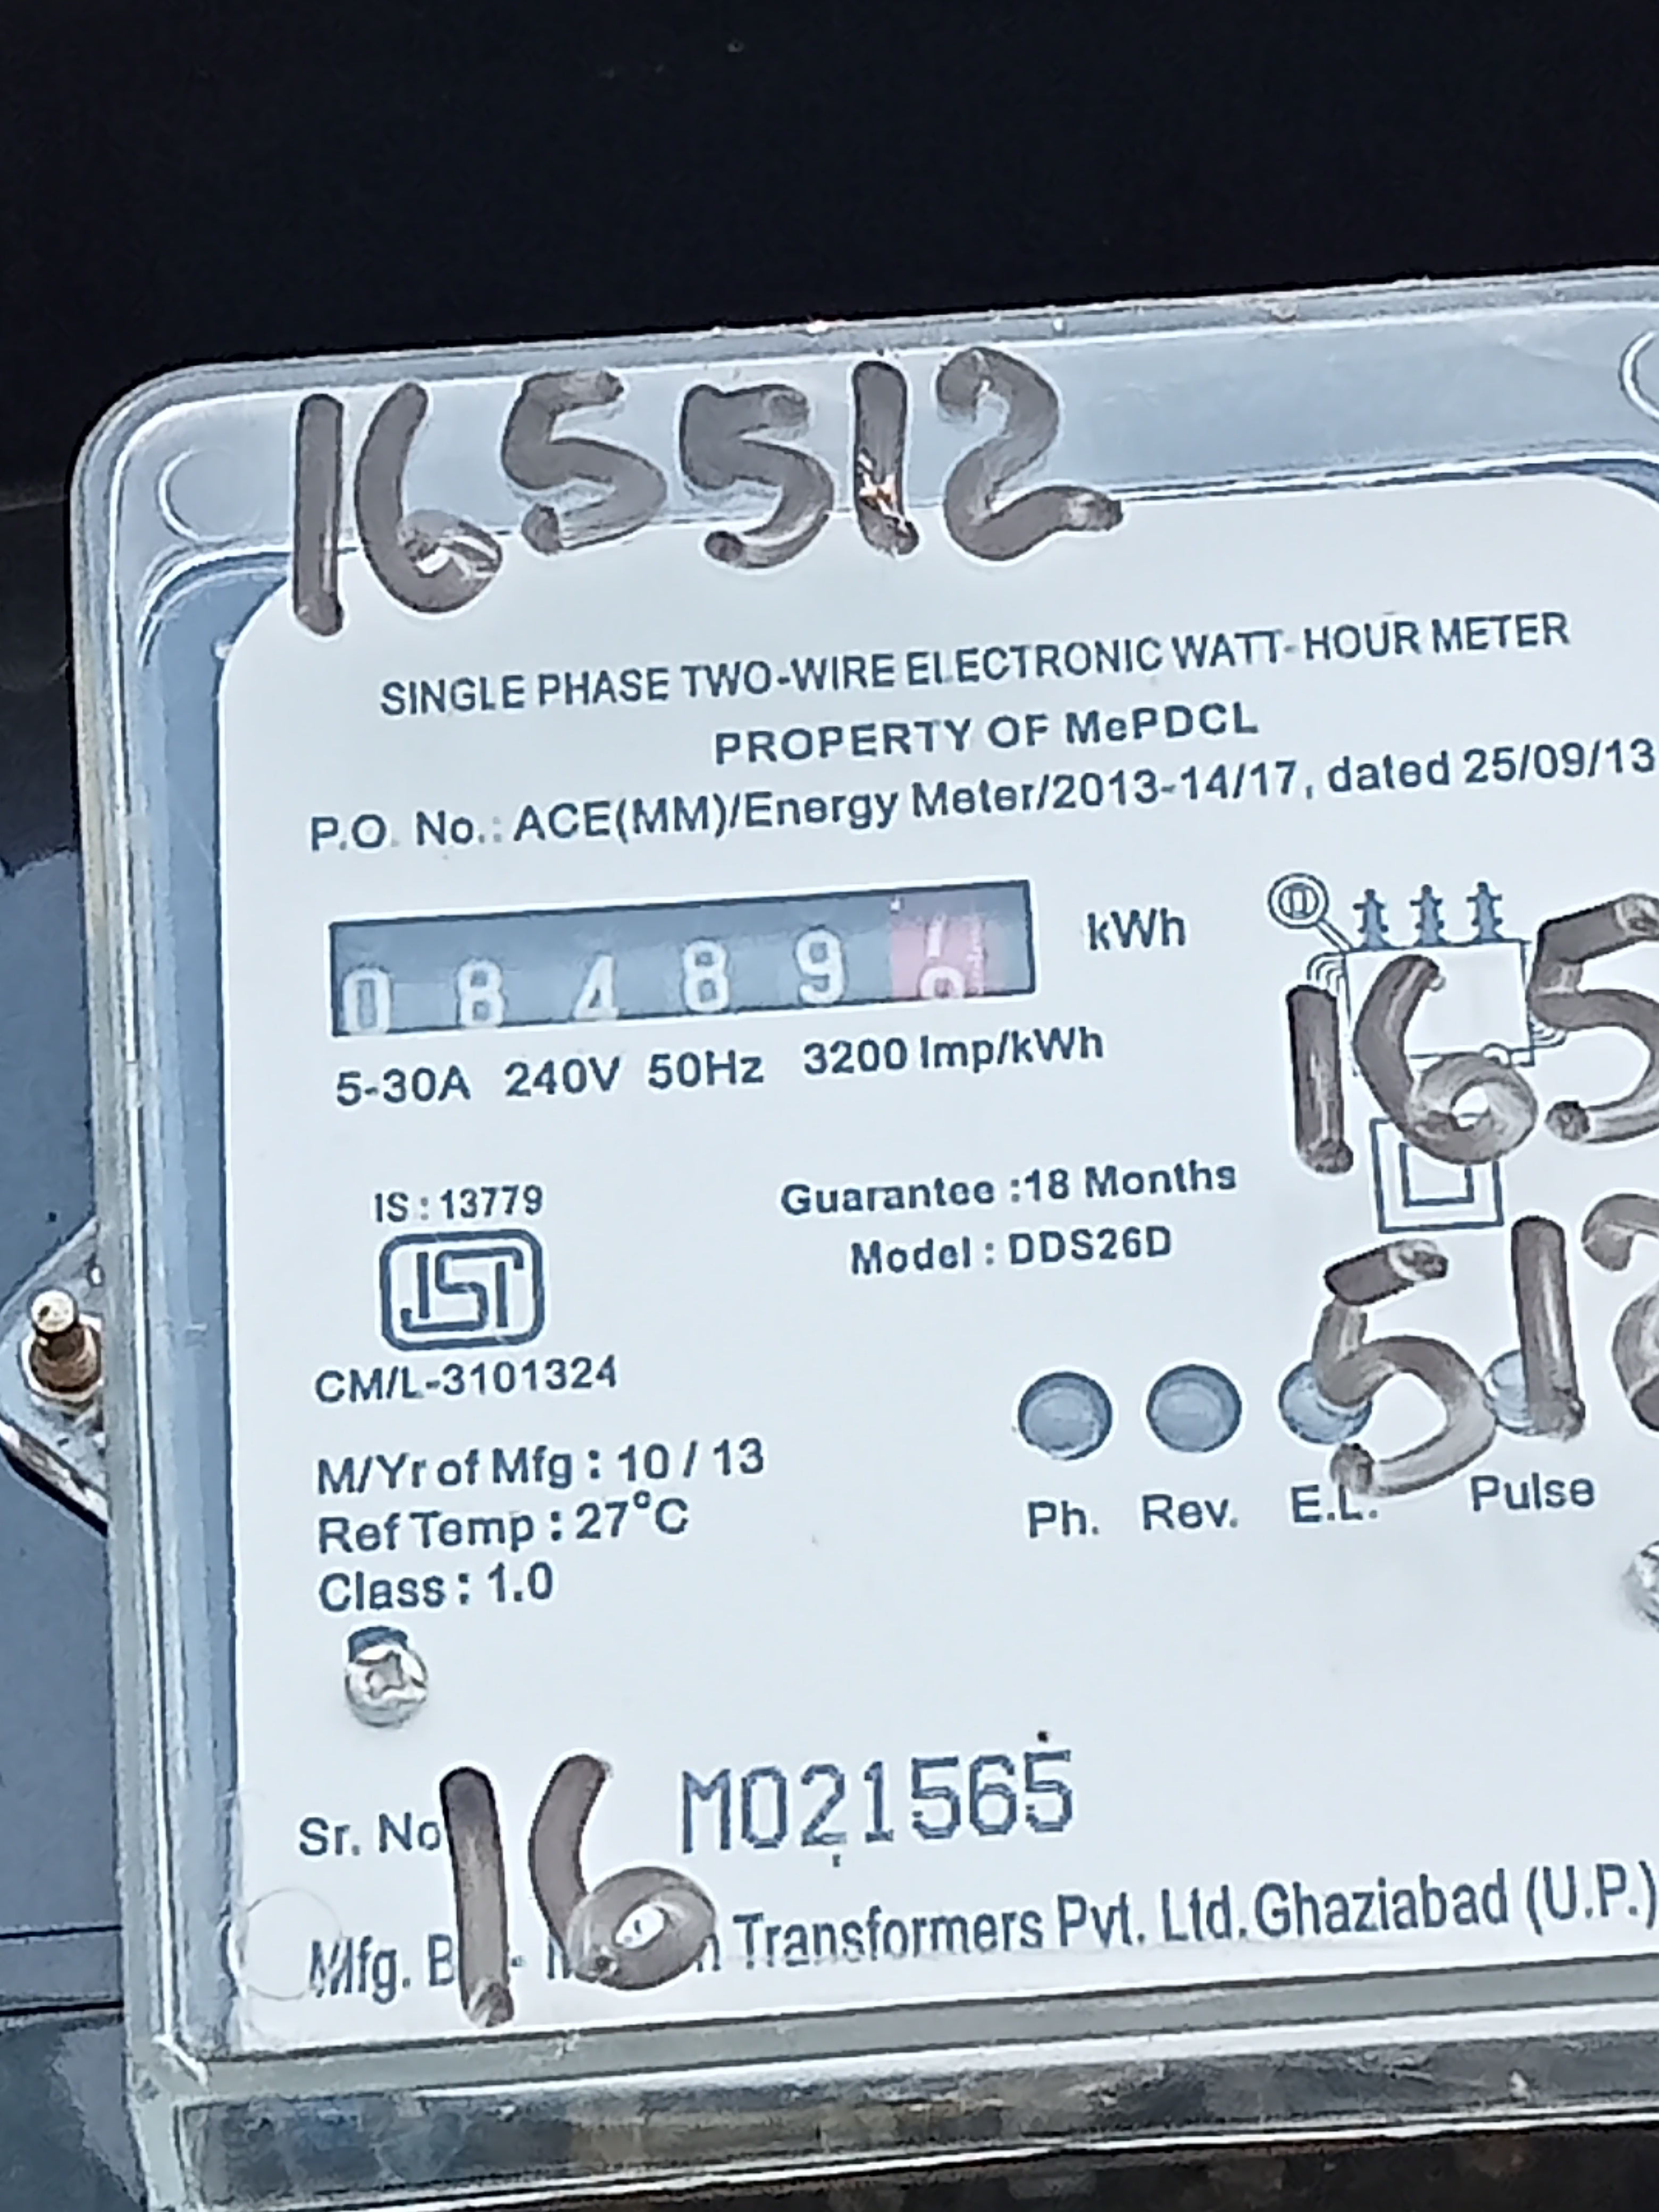 165512
SINGLE PHASE TWO-WIRE ELECTRONIC WATT-HOUR METER
PROPERTY OF MePDCL
P.O. No.: ACE(MM)/Energy Meter/2013-14/17, dated 25/09/13
08489
kWh
5-30A 240V 50Hz 3200 Imp/kWh
165
IS : 13779
Guarantee :18 Months
ISI
Model : DDS26D
512
CM/L-3101324
M/Yr of Mfg : 10 / 13
Ph. Rev. E.L. Pulse
Ref Temp : 27°C
Class : 1.0
16
Sr. No M021565
Mfg. Transformers Pvt. Ltd. Ghaziabad (U.P.)